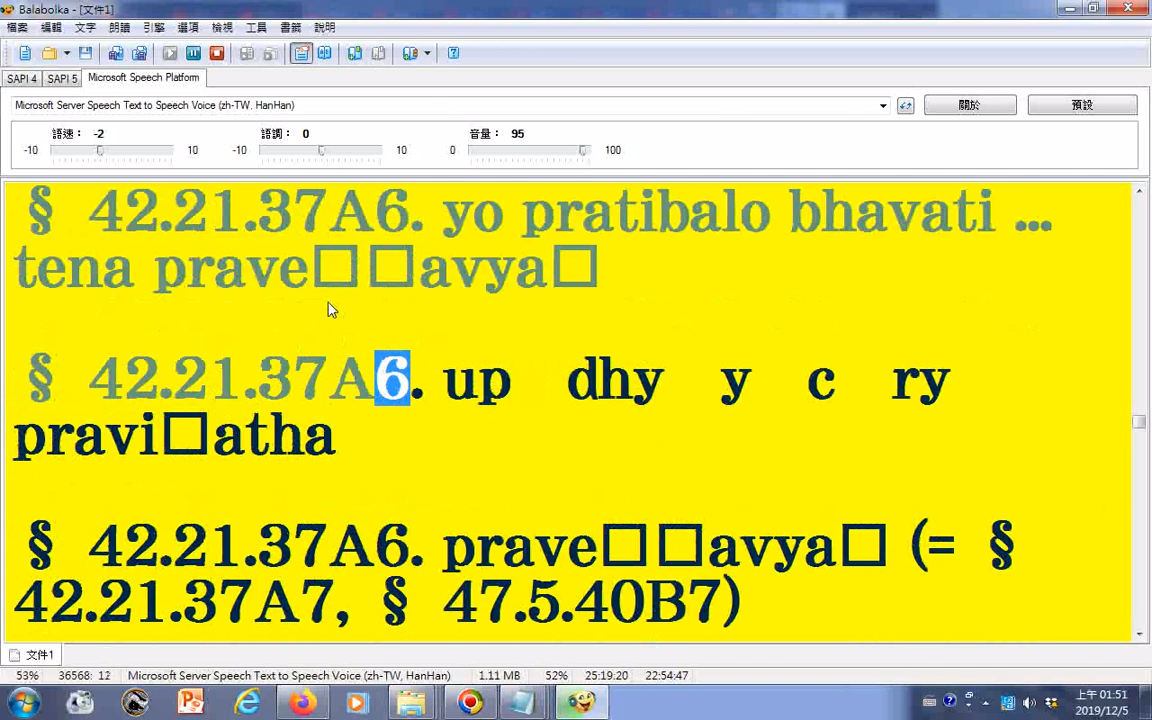 Balabolka - [文件1]
檔案 編輯 文字 朗讀 引擎 選項 檢視 工具 書籤 說明
SAPI 4 SAPI 5 Microsoft Speech Platform
Microsoft Server Speech Text to Speech Voice (zh-TW, HanHan) 關於 預設
語速： -2 語調： 0 音量： 95
-10 10 -10 10 0 100
§ 42.21.37A6. yo pratibalo bhavati ...
tena prave□□avya□
§ 42.21.37A6. up dhy y c ry
pravi□atha
§ 42.21.37A6. prave□□avya□ (= §
42.21.37A7, § 47.5.40B7)
文件1
53% 36568: 12 Microsoft Server Speech Text to Speech Voice (zh-TW, HanHan) 1.11 MB 52% 25:19:20 22:54:47
上午 01:51
2019/12/5